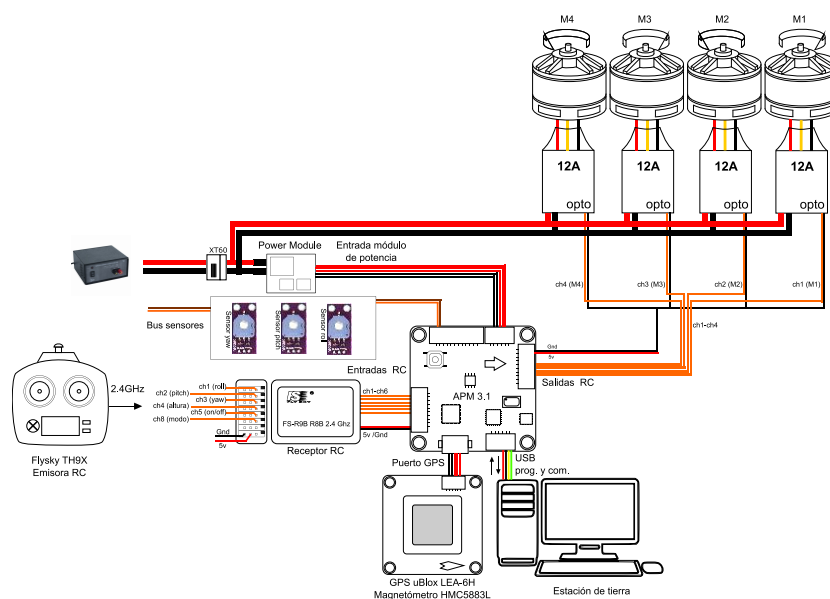 M4
M3
M2
M1
12A
opto
12A
opto
12A
opto
12A
opto
XT60
Power Module
Entrada módulo
de potencia
ch4 (M4)
ch3 (M3)
ch2 (M2)
ch1 (M1)
ch1-ch4
Bus sensores
Sensor yaw
Sensor pitch
Sensor roll
Gnd
5v
Entradas RC
Salidas RC
APM 3.1
2.4GHz
ch1 (roll)
ch2 (pitch)
ch3 (yaw)
ch4 (altura)
ch5 (on/off)
ch8 (modo)
Gnd
5v
FS-R9B R8B 2.4 Ghz
ch1-ch6
5v /Gnd
Receptor RC
Flysky TH9X
Emisora RC
Puerto GPS
USB
prog. y com.
GPS uBlox LEA-6H
Magnetómetro HMC5883L
Estación de tierra